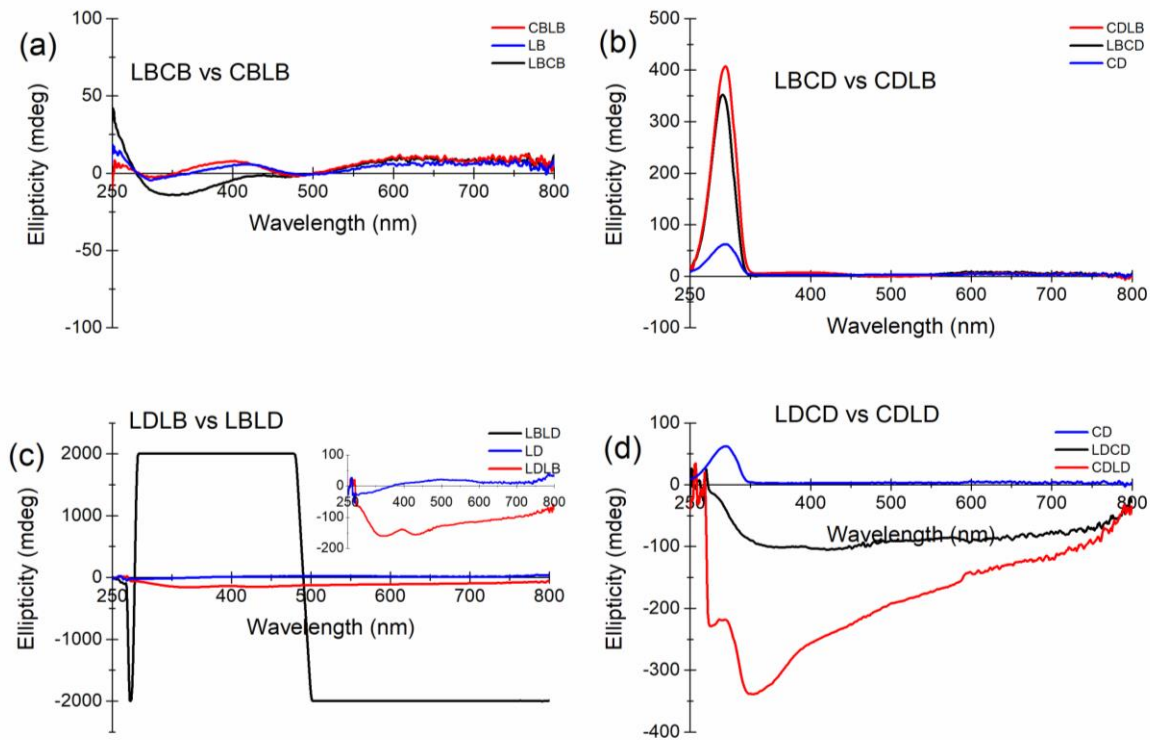 (a)
LBCB vs CBLB
CBLB
LB
LBCB
Ellipticity (mdeg)
100
50
0
-50
-100
250
400
500
600
700
800
Wavelength (nm)
(b)
LBCD vs CDLB
CDLB
LBCD
CD
Ellipticity (mdeg)
500
400
300
200
100
0
-100
250
400
500
600
700
800
Wavelength (nm)
(c)
LDLB vs LBLD
LBLD
LD
LDLB
Ellipticity (mdeg)
2000
1000
0
-1000
-2000
250
400
500
600
700
800
Wavelength (nm)
100
0
-100
-200
250
400
500
600
700
800
(d)
LDCD vs CDLD
CD
LDCD
CDLD
Ellipticity (mdeg)
100
0
-100
-200
-300
-400
250
400
500
600
700
800
Wavelength (nm)